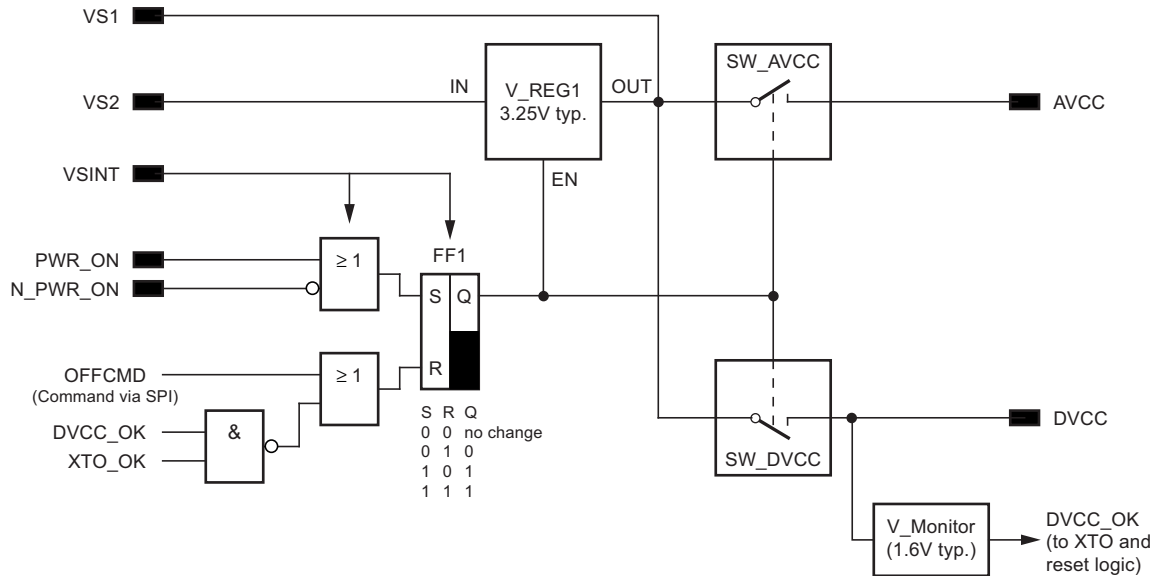 VS1
SW_AVCC
VS2
IN
V_REG1
3.25V typ.
OUT
AVCC
VSINT
EN
FF1
PWR_ON
N_PWR_ON
≥ 1
S Q
R
OFFCMD
(Command via SPI)
≥ 1
DVCC_OK
XTO_OK
&
S R Q
0 0 no change
0 1 0
1 0 1
1 1 1
DVCC
SW_DVCC
V_Monitor
(1.6V typ.)
DVCC_OK
(to XTO and
reset logic)